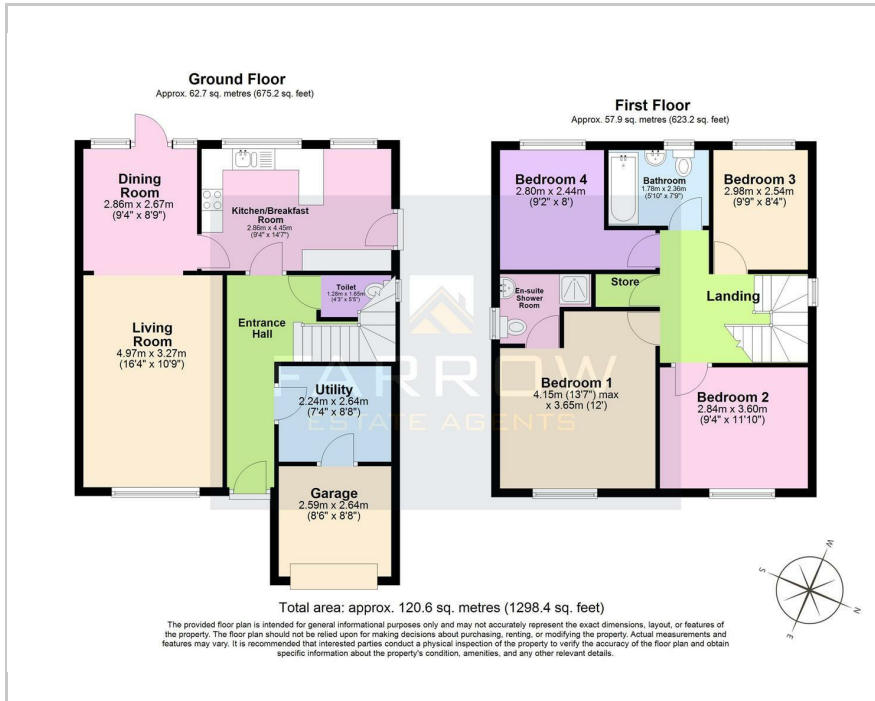 Ground Floor
Approx. 62.7 sq. metres (675.2 sq. feet)
Dining
Room
2.86m x 2.67m
(9'4" x 8'9")
Kitchen/Breakfast
Room
2.86m x 4.45m
(9'4" x 14'7")
Toilet
1.28m x 1.65m
(4'3" x 5'5")
Entrance
Hall
Living
Room
4.97m x 3.27m
(16'4" x 10'9")
Utility
2.24m x 2.64m
(7'4" x 8'8")
Garage
2.59m x 2.64m
(8'6" x 8'8")
First Floor
Approx. 57.9 sq. metres (623.2 sq. feet)
Bedroom 4
2.80m x 2.44m
(9'2" x 8')
Bathroom
1.78m x 2.36m
(5'10" x 7'9")
Bedroom 3
2.98m x 2.54m
(9'9" x 8'4")
En-suite
Shower
Room
Store
Landing
Bedroom 1
4.15m (13'7") max
x 3.65m (12')
Bedroom 2
2.84m x 3.60m
(9'4" x 11'10")
FARROW
ESTATE AGENTS
W
S
N
E
Total area: approx. 120.6 sq. metres (1298.4 sq. feet)
The provided floor plan is intended for general informational purposes only and may not accurately represent the exact dimensions, layout, or features of
the property. The floor plan should not be relied upon for making decisions about purchasing, renting, or modifying the property. Actual measurements and
features may vary. It is recommended that interested parties conduct a physical inspection of the property to verify the accuracy of the floor plan and obtain
specific information about the property's condition, amenities, and any other relevant details.